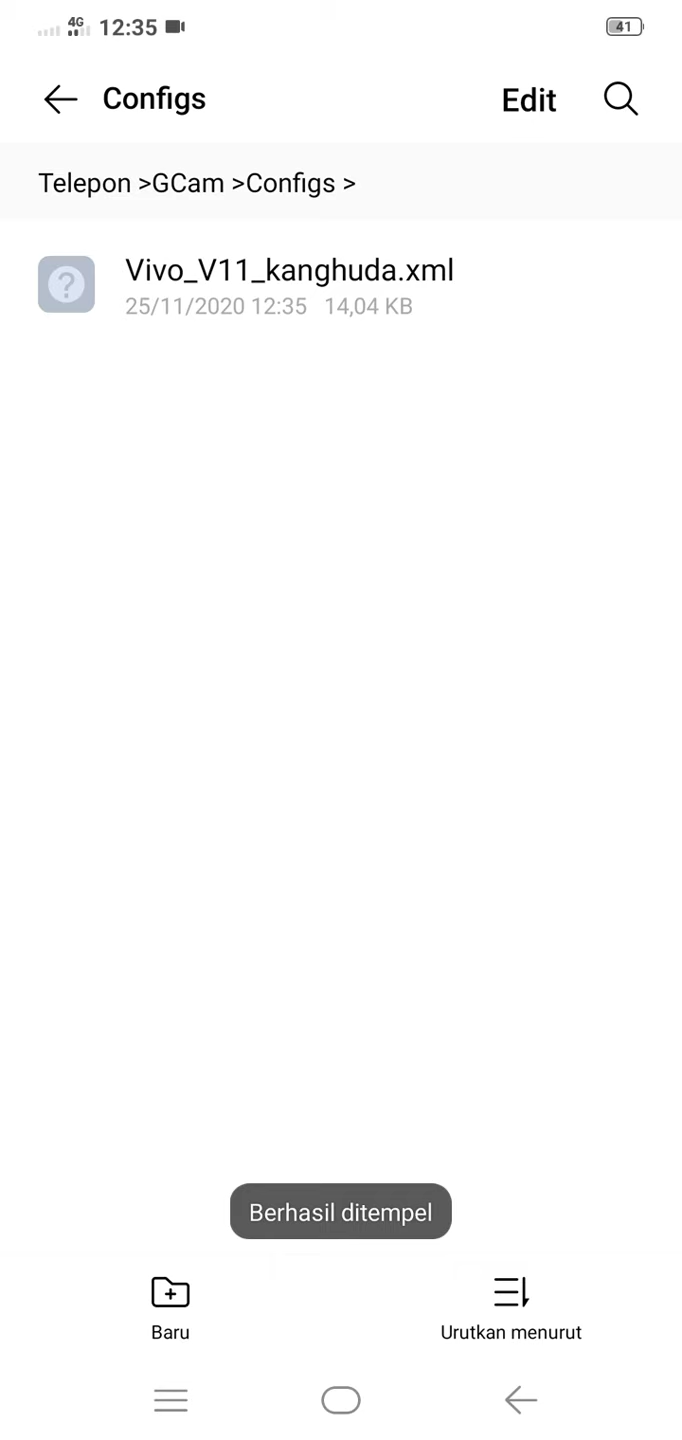 4G 12:35 41
Configs Edit
Telepon >GCam >Configs >
Vivo_V11_kanghuda.xml
25/11/2020 12:35 14,04 KB
Berhasil ditempel
Baru Urutkan menurut